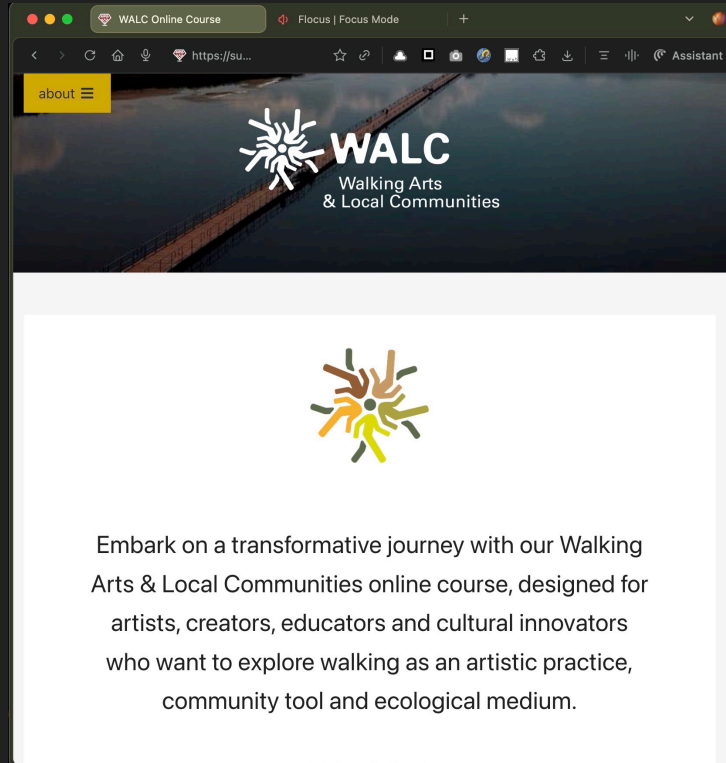 WALC Online Course
Flocus | Focus Mode
https://su...
Assistant
about
WALC
Walking Arts
& Local Communities
Embark on a transformative journey with our Walking
Arts & Local Communities online course, designed for
artists, creators, educators and cultural innovators
who want to explore walking as an artistic practice,
community tool and ecological medium.